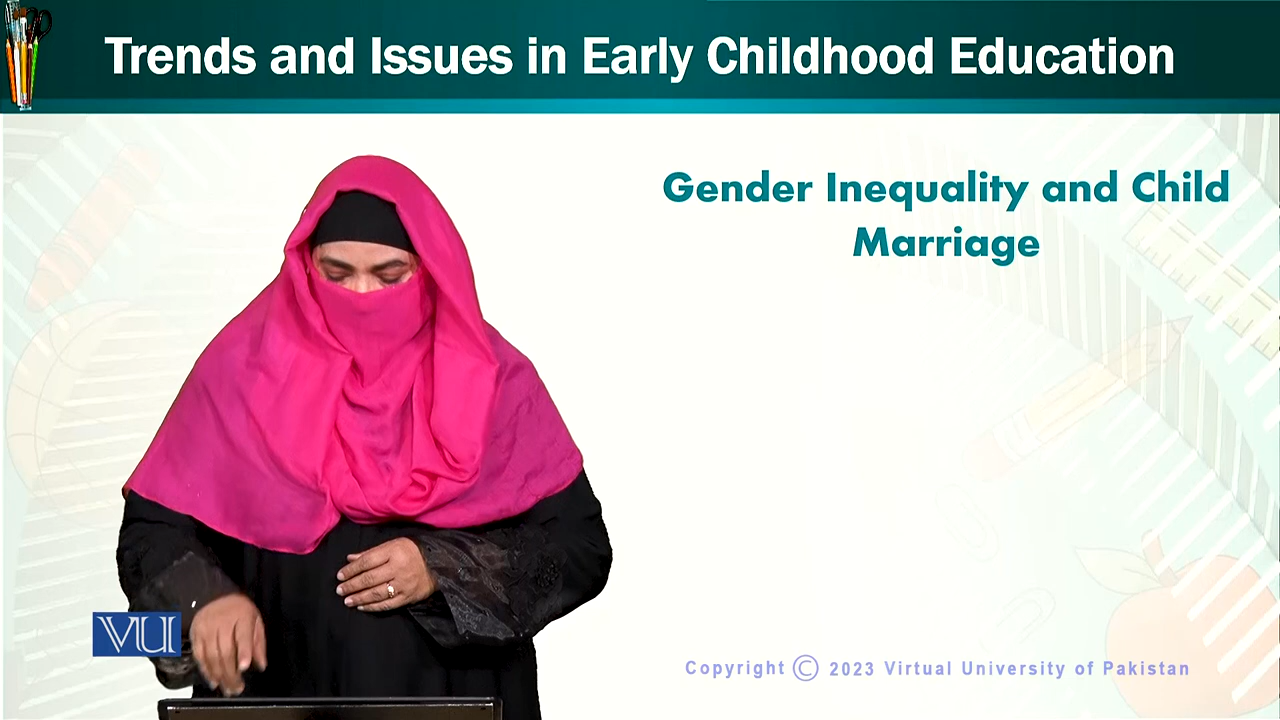 Trends and Issues in Early Childhood Education
Gender Inequality and Child
Marriage
VU
Copyright © 2023 Virtual University of Pakistan